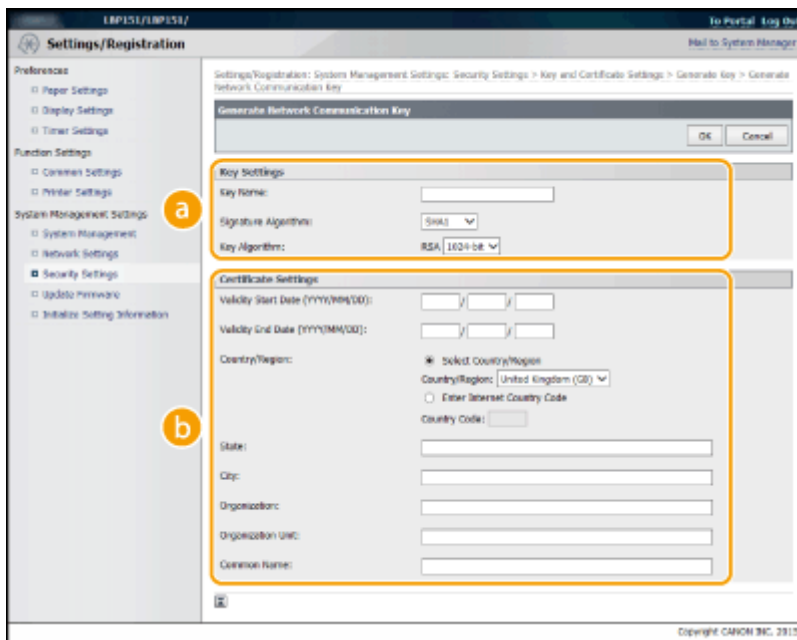 LBP151/LBP151/
To Portal Log Ou
Settings/Registration
Mail to System Manager
Preferences
Paper Settings
Display Settings
Timer Settings
Function Settings
Common Settings
Printer Settings
System Management Settings
System Management
Network Settings
Security Settings
Update Firmware
Initialize Setting Information
Settings/Registration: System Management Settings: Security Settings > Key and Certificate Settings > Generate Key > Generate
Network Communication Key
Generate Network Communication Key
OK Cancel
a
Key Settings
Key Name:
Signature Algorithm: SHA1
Key Algorithm: RSA 1024-bit
b
Certificate Settings
Validity Start Date (YYYY/MM/DD): / /
Validity End Date (YYYY/MM/DD): / /
Country/Region: Select Country/Region
Country/Region: United Kingdom (GB)
Enter Internet Country Code
Country Code:
State:
City:
Organization:
Organization Unit:
Common Name:
Copyright CANON INC. 2013